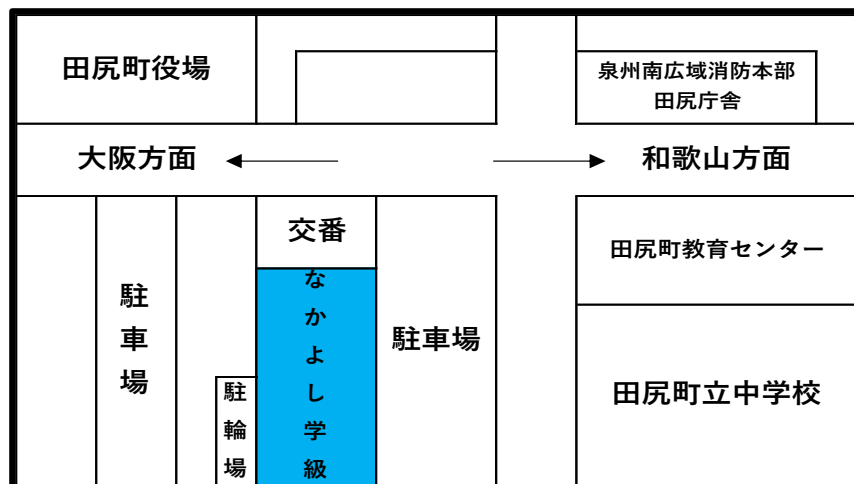 田尻町役場
泉州南広域消防本部
田尻庁舎
大阪方面
和歌山方面
交番
田尻町教育センター
駐車場
なかよし学級
駐車場
駐輪場
田尻町立中学校